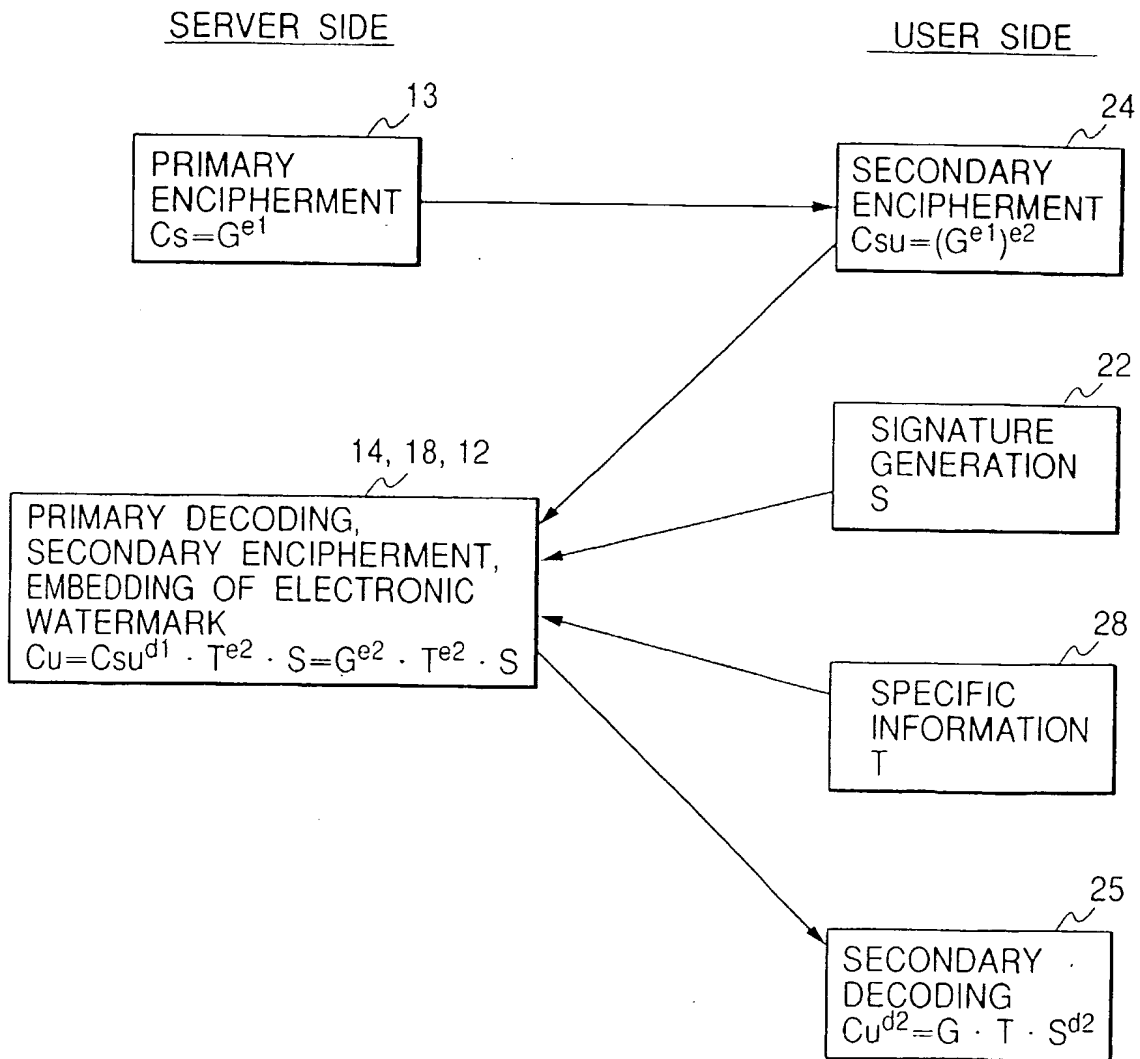 SERVER SIDE
USER SIDE
13
PRIMARY
ENCIPHERMENT
Cs=G^e1
24
SECONDARY
ENCIPHERMENT
Csu=(G^e1)^e2
22
SIGNATURE
GENERATION
S
14, 18, 12
PRIMARY DECODING,
SECONDARY ENCIPHERMENT,
EMBEDDING OF ELECTRONIC
WATERMARK
Cu=Csu^d1 · T^e2 · S=G^e2 · T^e2 · S
28
SPECIFIC
INFORMATION
T
25
SECONDARY
DECODING
Cu^d2=G · T · S^d2